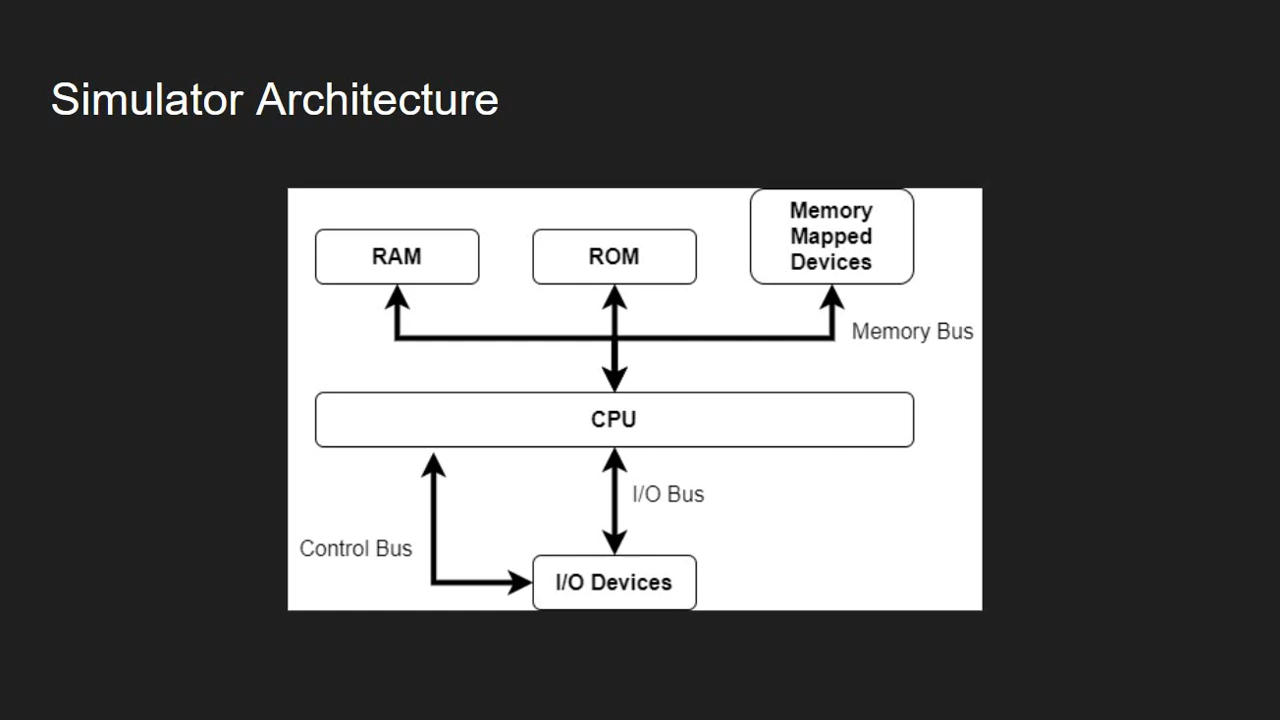 Simulator Architecture
RAM
ROM
Memory
Mapped
Devices
Memory Bus
CPU
I/O Bus
Control Bus
I/O Devices